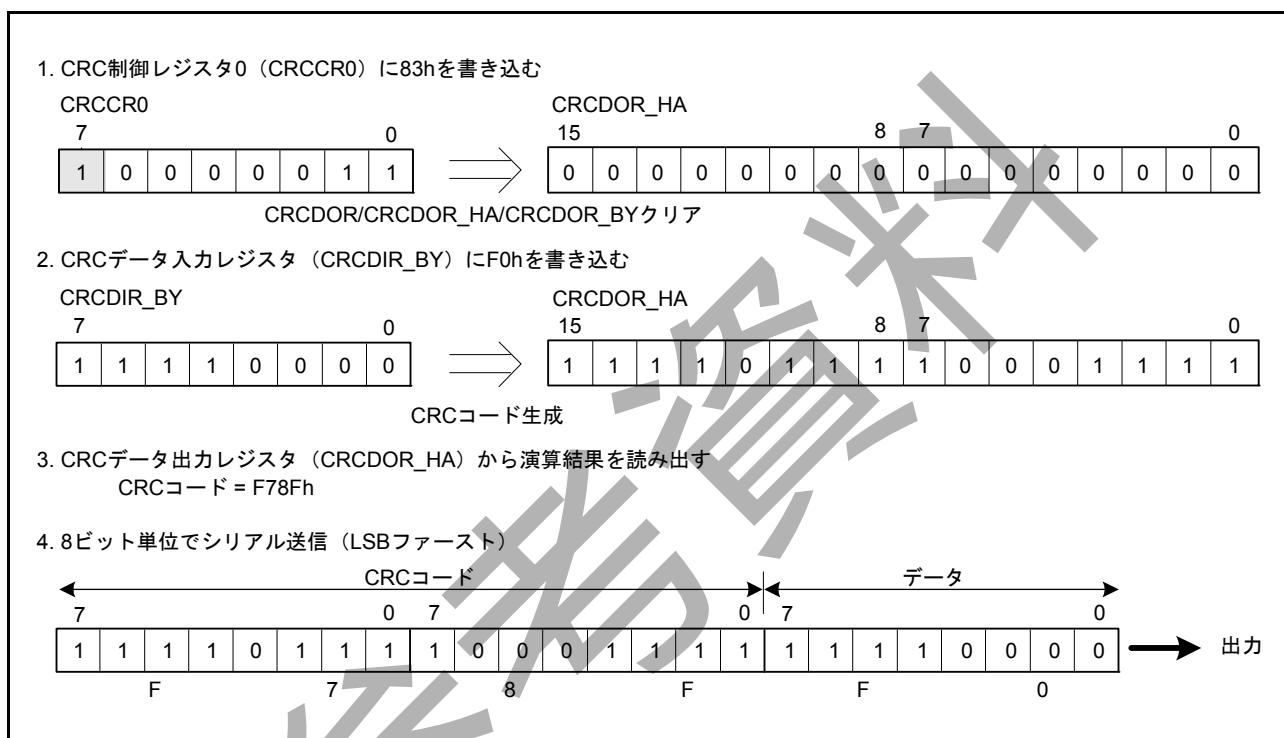 1. CRC制御レジスタ0（CRCCR0）に83hを書き込む
CRCCR0 CRCDOR_HA
7 0 15 8 7 0
1 0 0 0 0 0 1 1 0 0 0 0 0 0 0 0 0 0 0 0 0 0 0 0
CRCDOR/CRCDOR_HA/CRCDOR_BYクリア
2. CRCデータ入力レジスタ（CRCDIR_BY）にF0hを書き込む
CRCDIR_BY CRCDOR_HA
7 0 15 8 7 0
1 1 1 1 0 0 0 0 1 1 1 1 0 1 1 1 1 0 0 0 1 1 1 1
CRCコード生成
3. CRCデータ出力レジスタ（CRCDOR_HA）から演算結果を読み出す
CRCコード = F78Fh
4. 8ビット単位でシリアル送信（LSBファースト）
CRCコード データ
7 0 7 0 7 0
1 1 1 1 0 1 1 1 1 0 0 0 1 1 1 1 1 1 1 1 0 0 0 0 出力
F 7 8 F F 0
参考資料